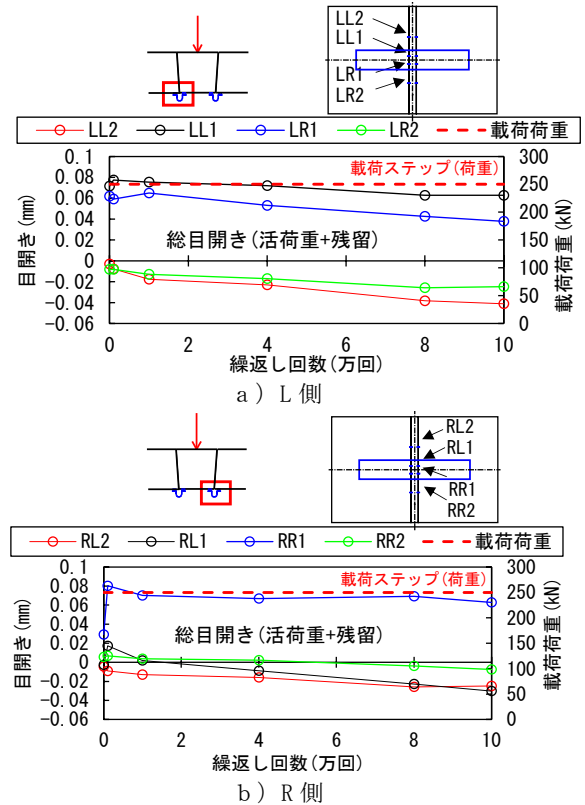 LL2
LL1
LR1
LR2
LL2 LL1 LR1 LR2 載荷荷重
0.1
0.08
0.06
0.04
0.02
0
-0.02
-0.04
-0.06
目開き(mm)
載荷ステップ(荷重)
総目開き(活荷重+残留)
300
250
200
150
100
50
0
載荷荷重(kN)
0 2 4 6 8 10
繰返し回数(万回)
a) L側
RL2
RL1
RR1
RR2
RL2 RL1 RR1 RR2 載荷荷重
0.1
0.08
0.06
0.04
0.02
0
-0.02
-0.04
-0.06
目開き(mm)
載荷ステップ(荷重)
総目開き(活荷重+残留)
300
250
200
150
100
50
0
載荷荷重(kN)
0 2 4 6 8 10
繰返し回数(万回)
b) R側